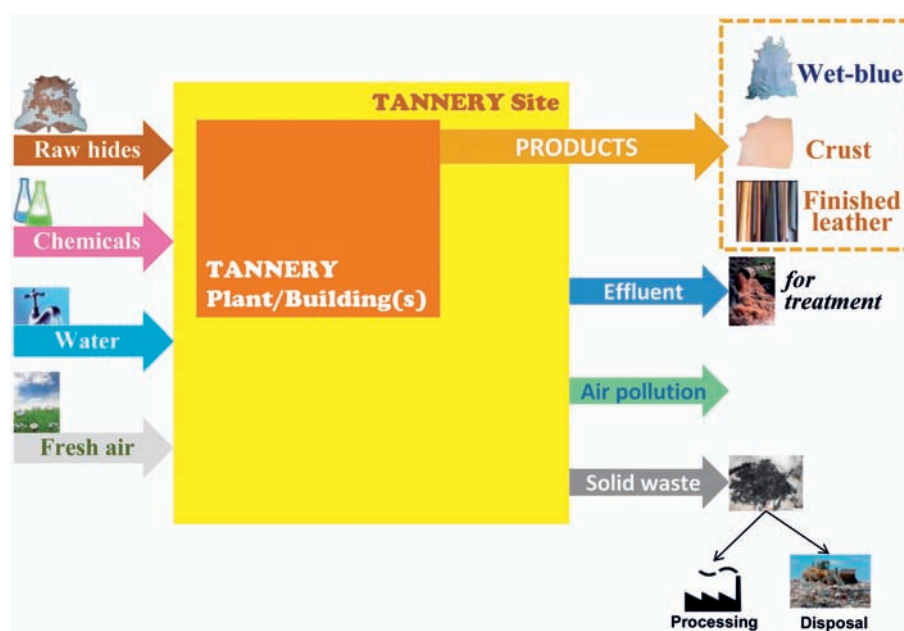 TANNERY Site
Raw hides
Chemicals
Water
Fresh air
TANNERY
Plant/Building(s)
PRODUCTS
Wet-blue
Crust
Finished
leather
Effluent
for
treatment
Air pollution
Solid waste
Processing
Disposal